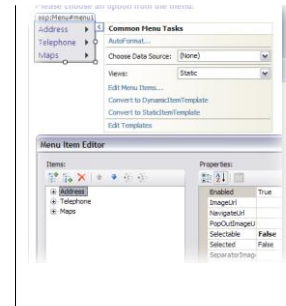 Please choose an option from the menu.
asp:Menu#menu1
Address
Telephone
Maps
Common Menu Tasks
AutoFormat...
Choose Data Source: (None)
Views: Static
Edit Menu Items...
Convert to DynamicItemTemplate
Convert to StaticItemTemplate
Edit Templates
Menu Item Editor
Items:
Address
Telephone
Maps
Properties:
Enabled True
ImageUrl
NavigateUrl
PopOutImageU
Selectable False
Selected False
SeparatorImag